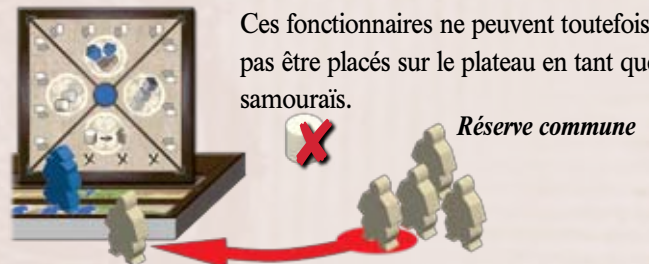 Ces fonctionnaires ne peuvent toutefois
pas être placés sur le plateau en tant que
samouraïs.
Réserve commune